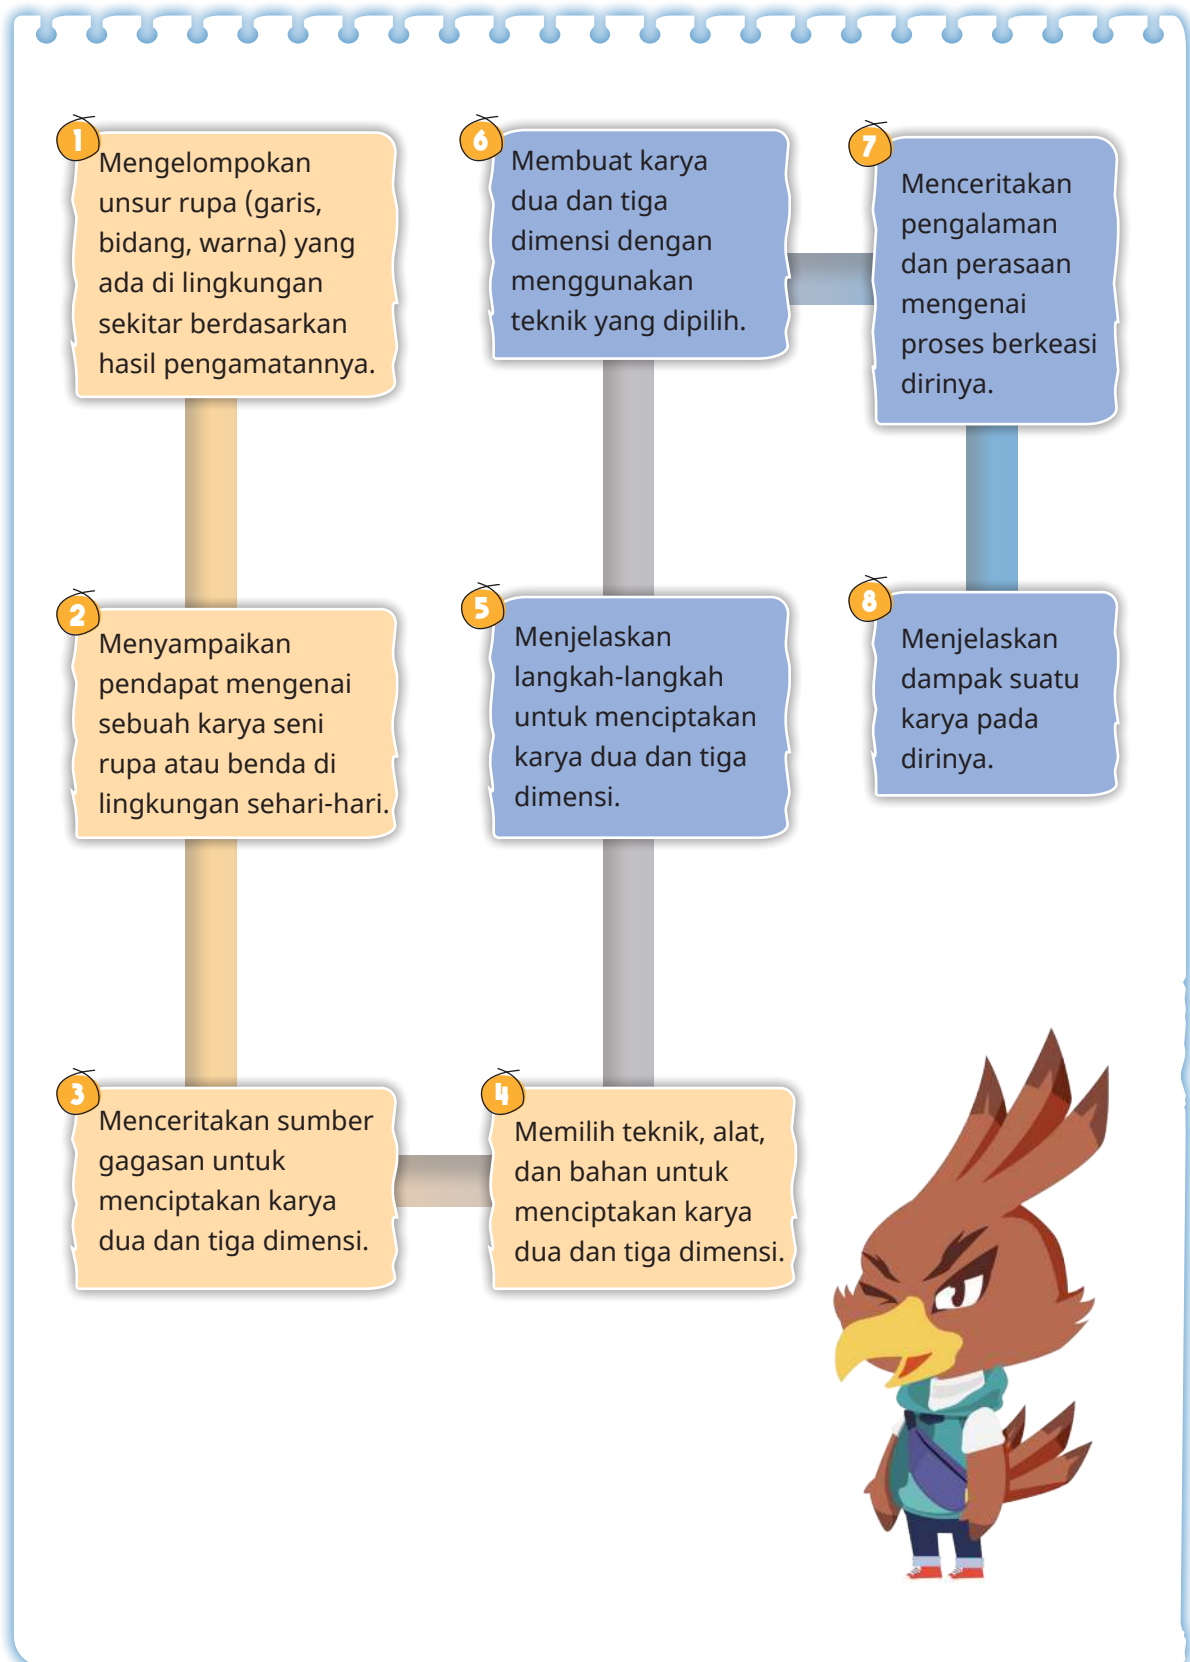 1
Mengelompokan
unsur rupa (garis,
bidang, warna) yang
ada di lingkungan
sekitar berdasarkan
hasil pengamatannya.
2
Menyampaikan
pendapat mengenai
sebuah karya seni
rupa atau benda di
lingkungan sehari-hari.
3
Menceritakan sumber
gagasan untuk
menciptakan karya
dua dan tiga dimensi.
4
Memilih teknik, alat,
dan bahan untuk
menciptakan karya
dua dan tiga dimensi.
5
Menjelaskan
langkah-langkah
untuk menciptakan
karya dua dan tiga
dimensi.
6
Membuat karya
dua dan tiga
dimensi dengan
menggunakan
teknik yang dipilih.
7
Menceritakan
pengalaman
dan perasaan
mengenai
proses berkeasi
dirinya.
8
Menjelaskan
dampak suatu
karya pada
dirinya.